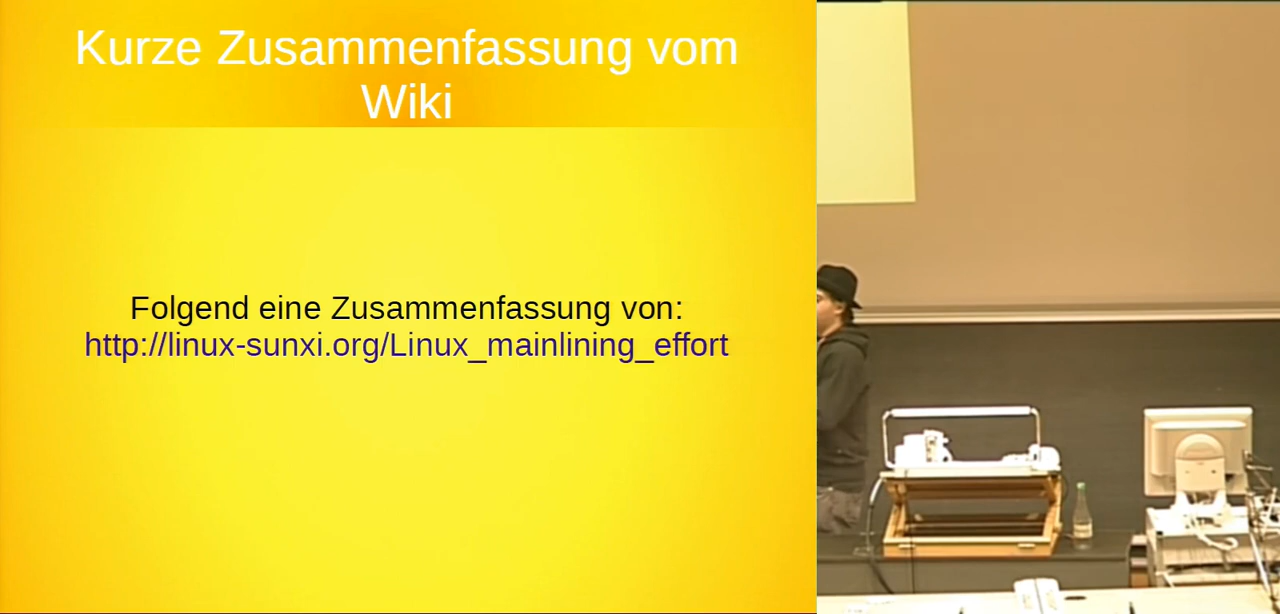 Kurze Zusammenfassung vom
Wiki
Folgend eine Zusammenfassung von:
http://linux-sunxi.org/Linux_mainlining_effort